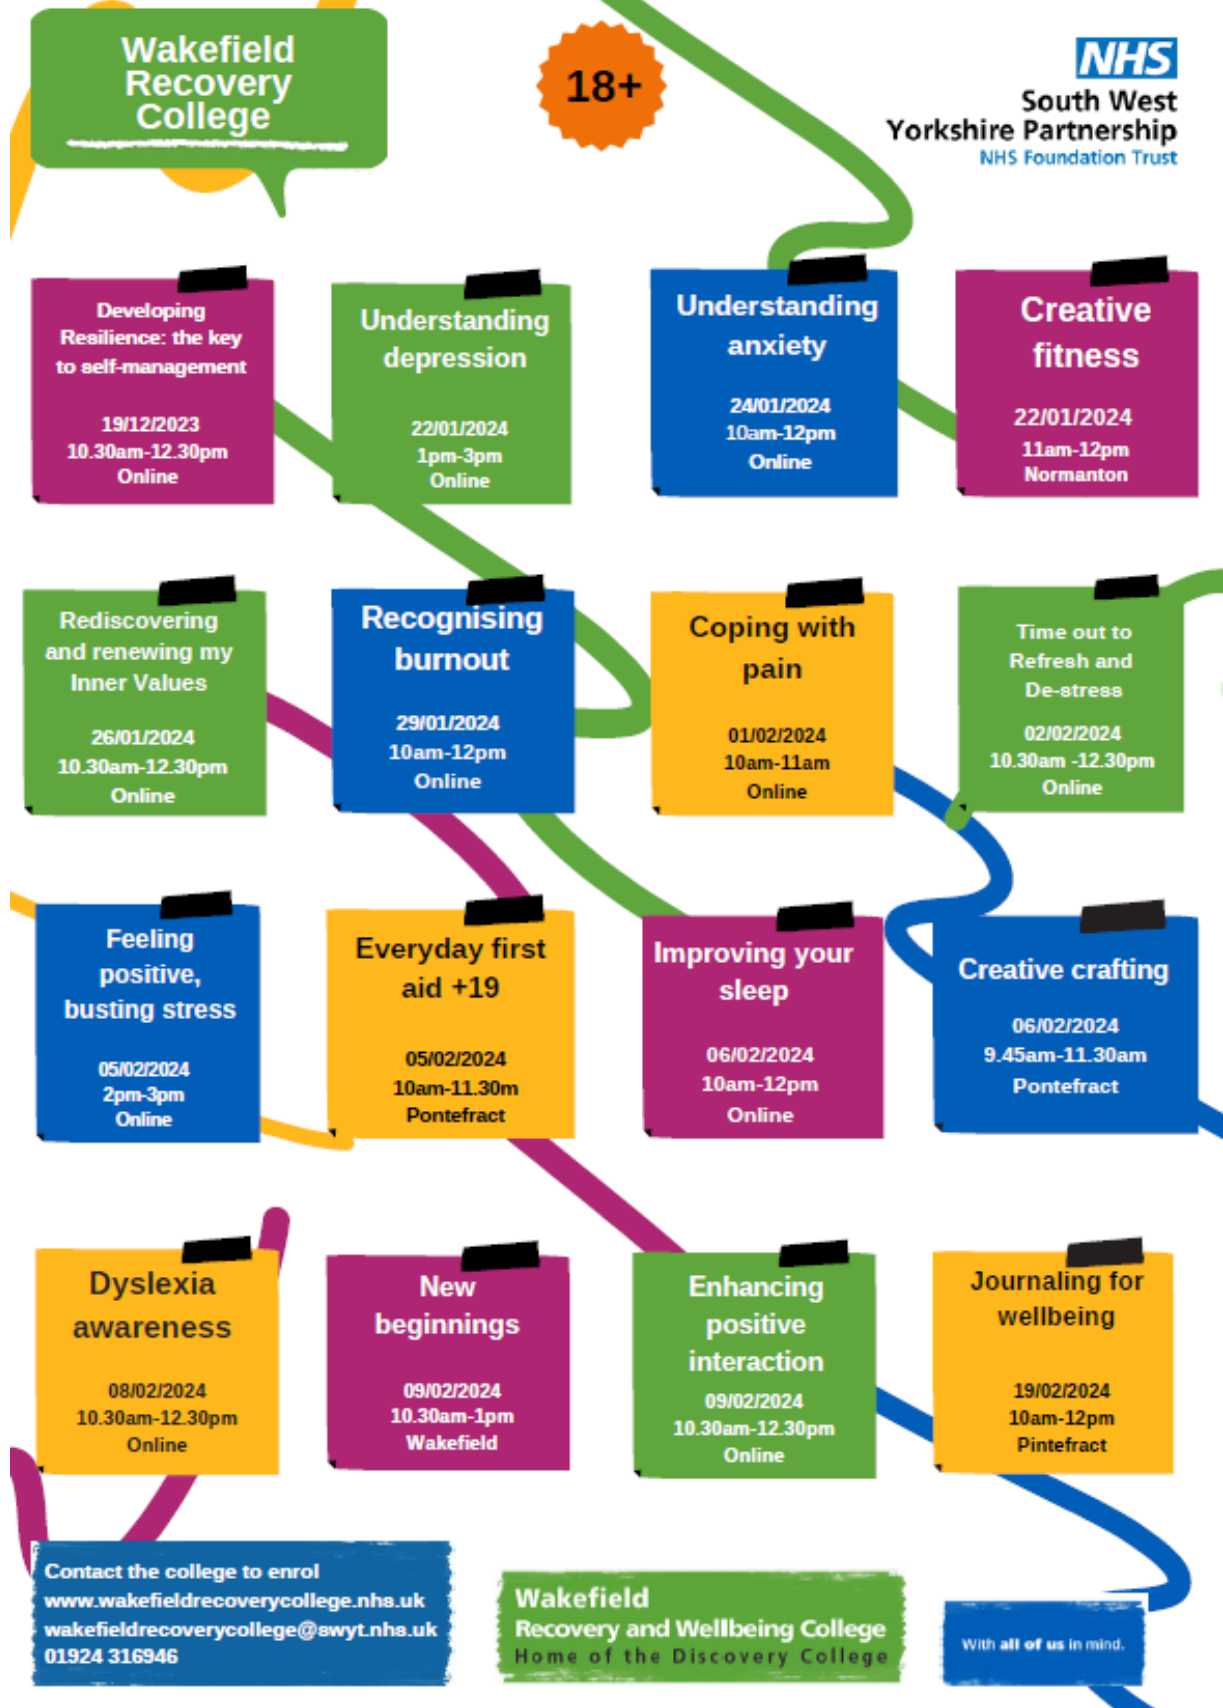 Wakefield
Recovery
College
18+
NHS
South West
Yorkshire Partnership
NHS Foundation Trust
Developing
Resilience: the key
to self-management
19/12/2023
10.30am-12.30pm
Online
Understanding
depression
22/01/2024
1pm-3pm
Online
Understanding
anxiety
24/01/2024
10am-12pm
Online
Creative
fitness
22/01/2024
11am-12pm
Normanton
Rediscovering
and renewing my
Inner Values
26/01/2024
10.30am-12.30pm
Online
Recognising
burnout
29/01/2024
10am-12pm
Online
Coping with
pain
01/02/2024
10am-11am
Online
Time out to
Refresh and
De-stress
02/02/2024
10.30am -12.30pm
Online
Feeling
positive,
busting stress
05/02/2024
2pm-3pm
Online
Everyday first
aid +19
05/02/2024
10am-11.30m
Pontefract
Improving your
sleep
06/02/2024
10am-12pm
Online
Creative crafting
06/02/2024
9.45am-11.30am
Pontefract
Dyslexia
awareness
08/02/2024
10.30am-12.30pm
Online
New
beginnings
09/02/2024
10.30am-1pm
Wakefield
Enhancing
positive
interaction
09/02/2024
10.30am-12.30pm
Online
Journaling for
wellbeing
19/02/2024
10am-12pm
Pintefract
Contact the college to enrol
www.wakefieldrecoverycollege.nhs.uk
wakefieldrecoverycollege@swyt.nhs.uk
01924 316946
Wakefield
Recovery and Wellbeing College
Home of the Discovery College
With all of us in mind.